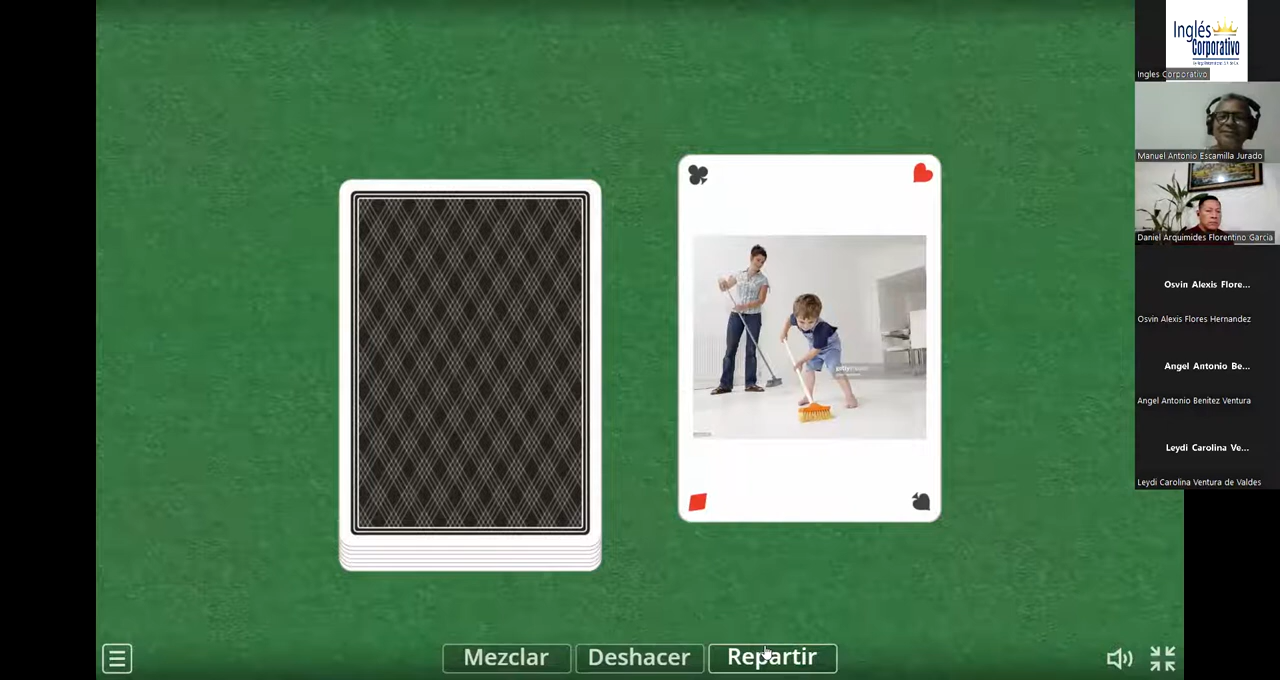 Inglés
Corporativo
Ingles Corporativo
Manuel Antonio Escamilla Jurado
Daniel Arquimides Florentino Garcia
Osvin Alexis Flore...
Osvin Alexis Flores Hernandez
Angel Antonio Be...
Angel Antonio Benitez Ventura
Leydi Carolina Ve...
Leydi Carolina Ventura de Valdes
gettyimages
Mezclar
Deshacer
Repartir